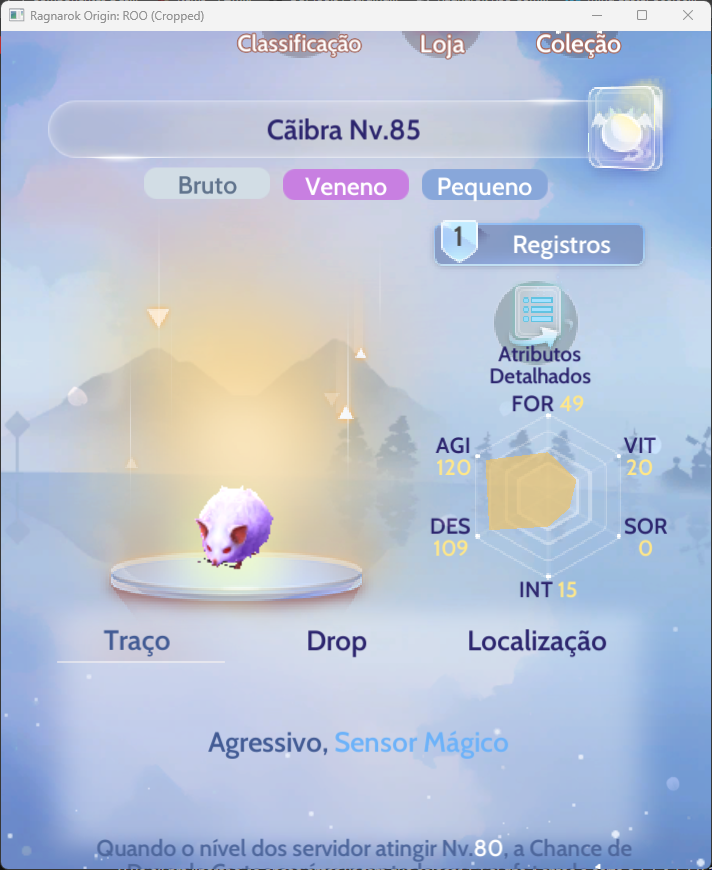 Ragnarok Origin: ROO (Cropped)
Classificação
Loja
Coleção
Cãibra Nv.85
Bruto
Veneno
Pequeno
1
Registros
Atributos
Detalhados
FOR 49
AGI
120
VIT
20
DES
109
SOR
0
INT 15
Traço
Drop
Localização
Agressivo, Sensor Mágico
Quando o nível dos servidor atingir Nv.80, a Chance de